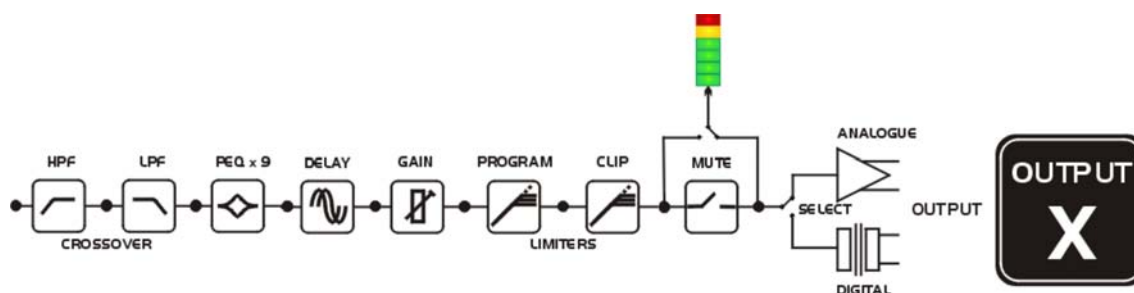 ANALOGUE
HPF LPF PEQ x 9 DELAY GAIN PROGRAM CLIP MUTE
OUTPUT
X
SELECT
OUTPUT
CROSSOVER LIMITERS
DIGITAL